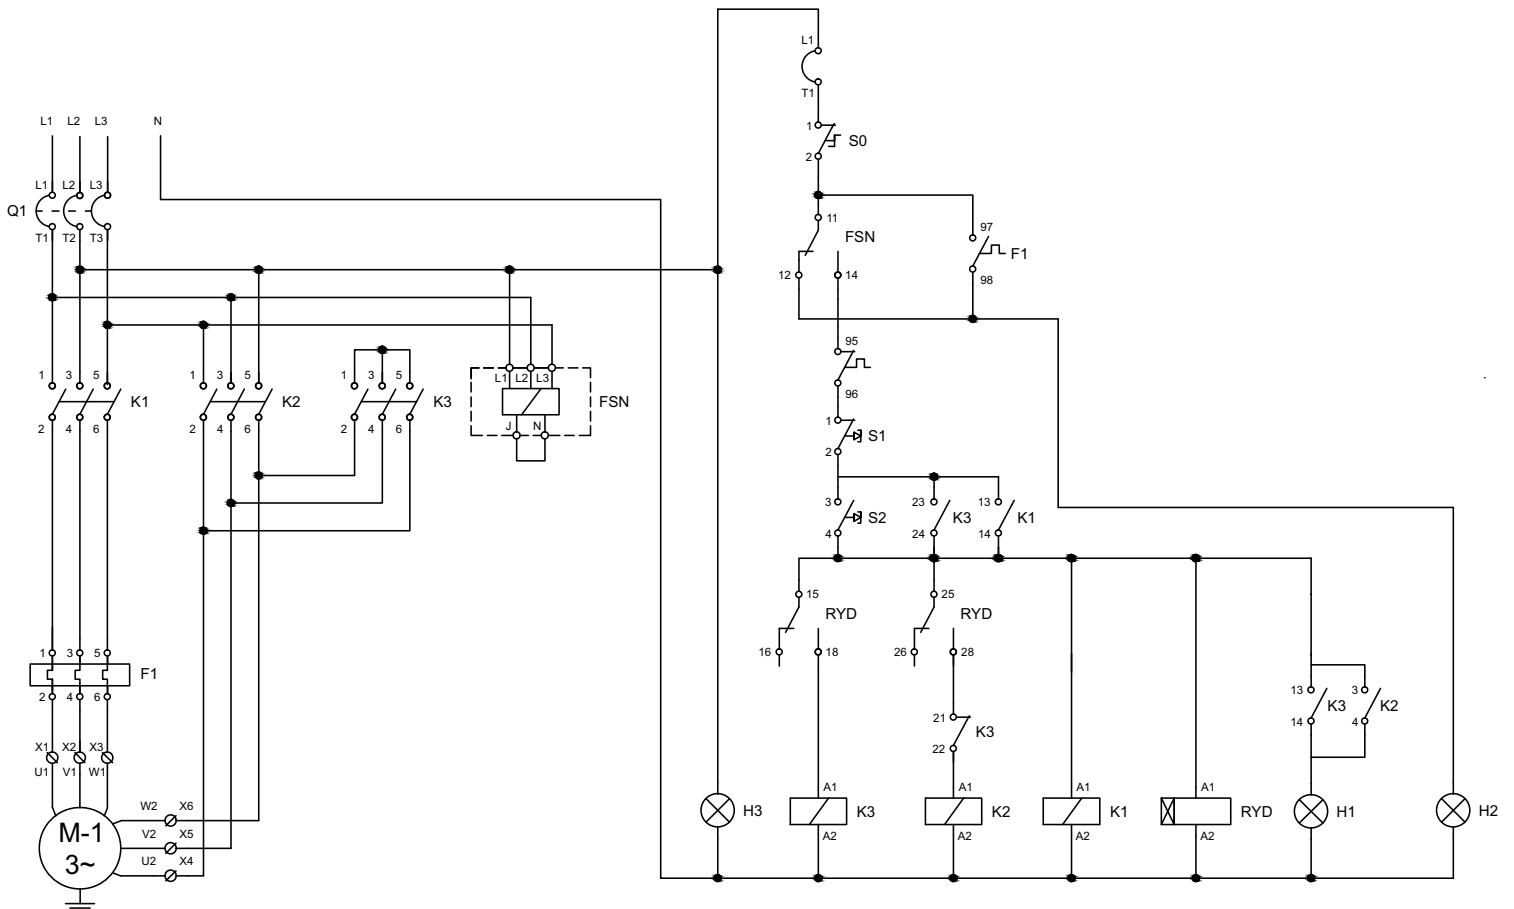 L1
T1
1
S0
2
L1 L2 L3 N
L1 L2 L3
Q1
T1 T2 T3
11
FSN
12 14
97
F1
98
95
96
1 3 5
K1
2 4 6
1 3 5
K2
2 4 6
1 3 5
K3
2 4 6
L1 L2 L3
FSN
J N
1
S1
2
3
S2
4
23
K3
24
13
K1
14
15
RYD
16 18
25
RYD
26 28
21
K3
22
13
K3
14
3
K2
4
1 3 5
F1
2 4 6
X1 X2 X3
U1 V1 W1
M-1
3~
W2 X6
V2 X5
U2 X4
H3
A1
K3
A2
A1
K2
A2
A1
K1
A2
A1
RYD
A2
H1
H2